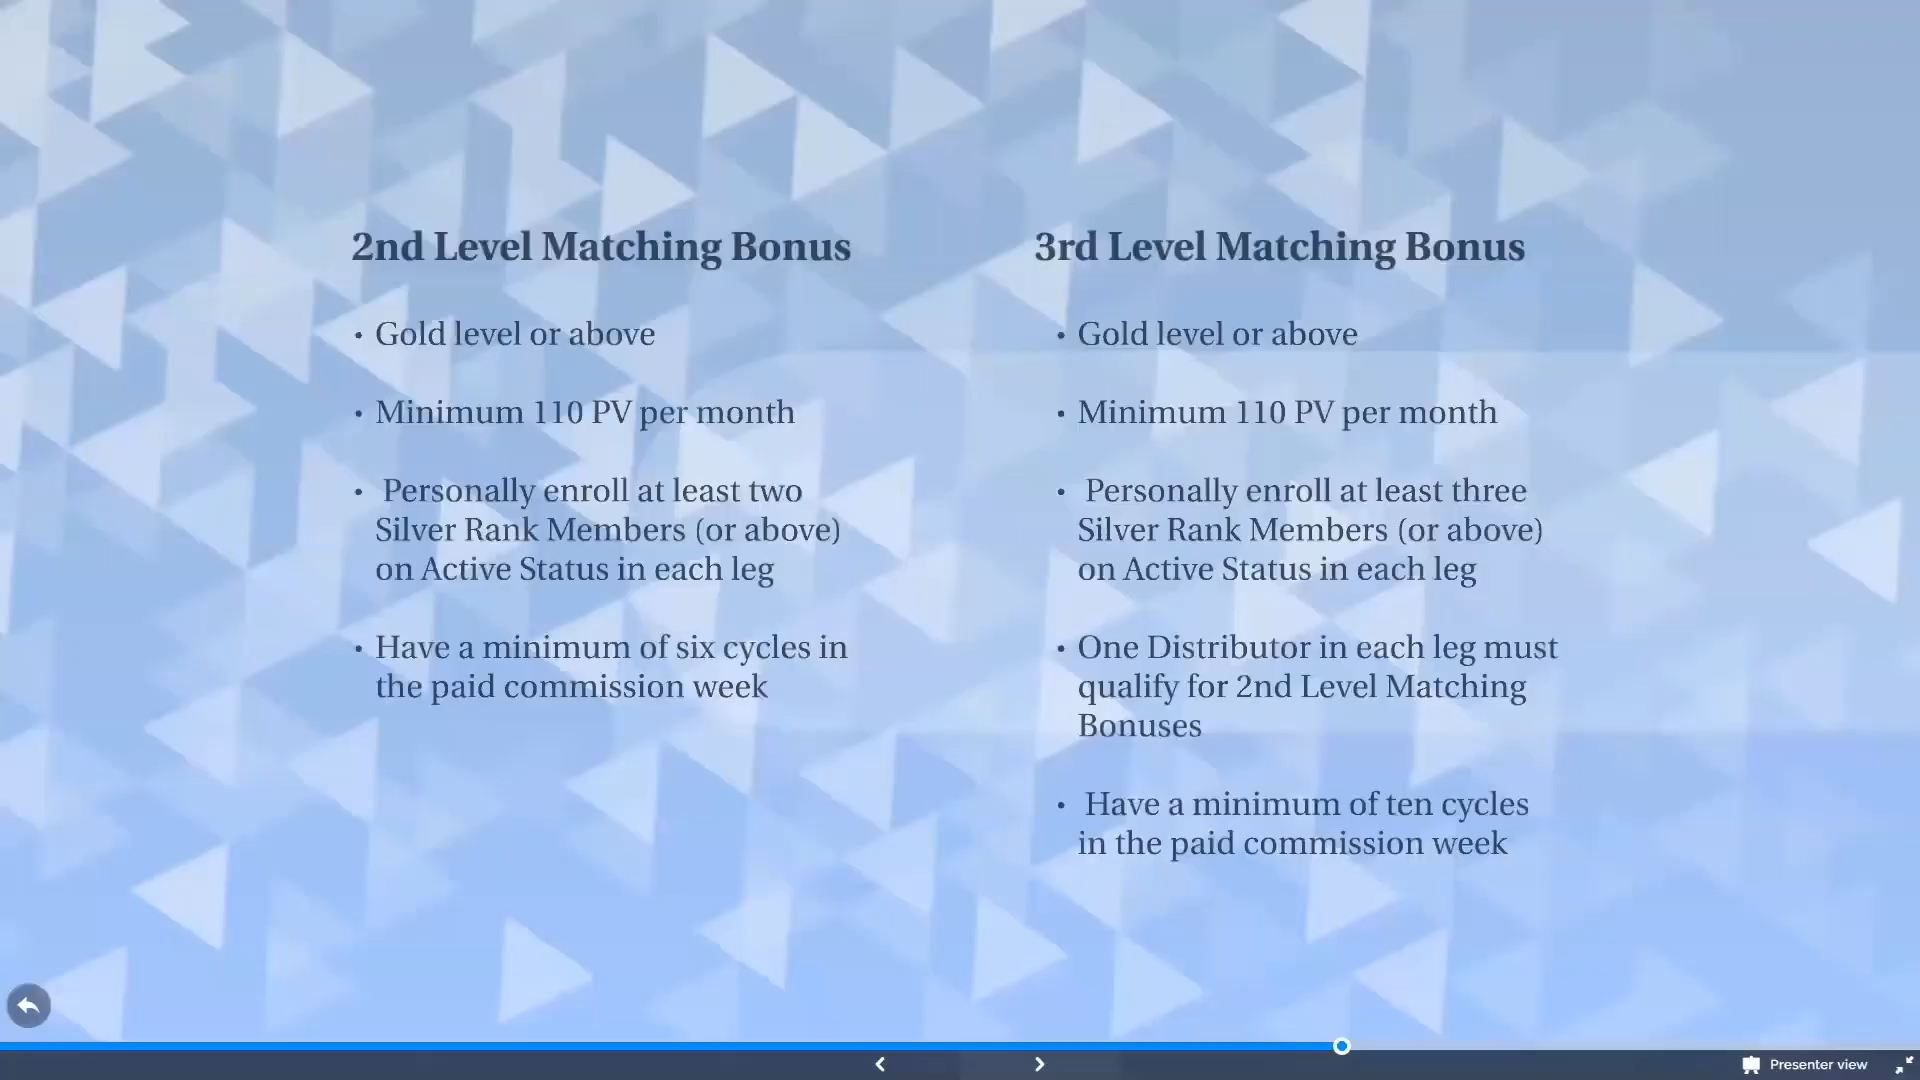 2nd Level Matching Bonus
• Gold level or above
• Minimum 110 PV per month
• Personally enroll at least two
Silver Rank Members (or above)
on Active Status in each leg
• Have a minimum of six cycles in
the paid commission week
3rd Level Matching Bonus
• Gold level or above
• Minimum 110 PV per month
• Personally enroll at least three
Silver Rank Members (or above)
on Active Status in each leg
• One Distributor in each leg must
qualify for 2nd Level Matching
Bonuses
• Have a minimum of ten cycles
in the paid commission week
Presenter view